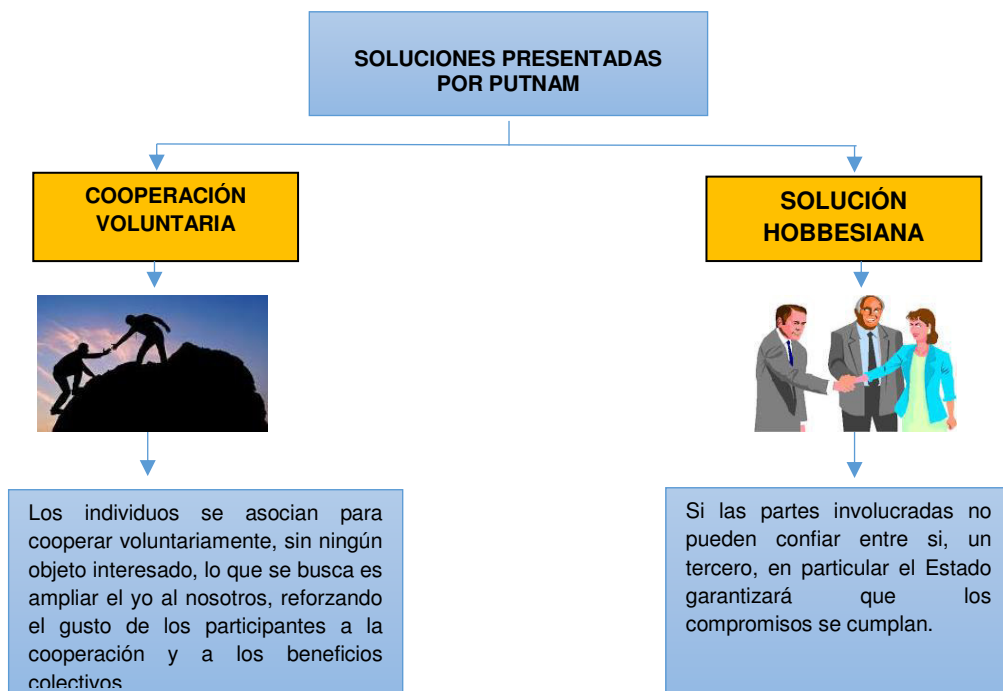 SOLUCIONES PRESENTADAS
POR PUTNAM
COOPERACIÓN
VOLUNTARIA
SOLUCIÓN
HOBBESIANA
Los individuos se asocian para
cooperar voluntariamente, sin ningún
objeto interesado, lo que se busca es
ampliar el yo al nosotros, reforzando
el gusto de los participantes a la
cooperación y a los beneficios
colectivos
Si las partes involucradas no
pueden confiar entre si, un
tercero, en particular el Estado
garantizará que los
compromisos se cumplan.